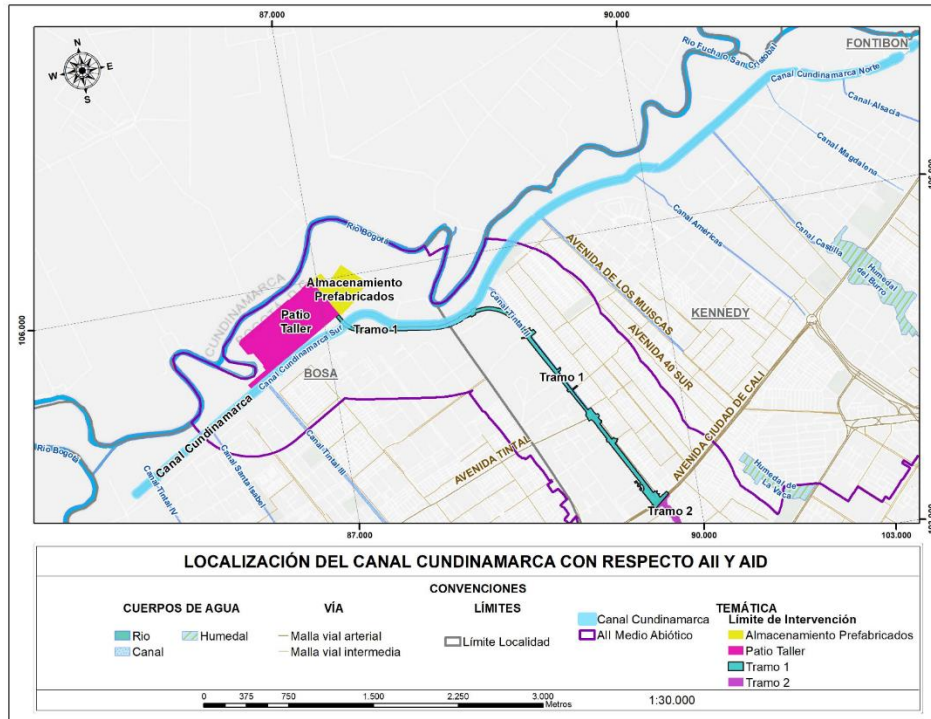 87.000
90.000
N
W
E
S
FONTIBON
Rio Fucha o San Cristobal
Canal Cundinamarca Norte
Canal-Alsacia
Canal Magdalena
Canal Américas
Canal Castilla
Humedal
del Burro
Rio Bogotá
AVENIDA DE LOS MUISCAS
KENNEDY
Almacenamiento
Prefabricados
CUNDINAMARCA
Patio
Taller
106.000
Tramo 1
Canal Cundinamarca Sur
BOSA
AVENIDA 40 SUR
Tramo 1
AVENIDA CIUDAD DE CALI
Canal Cundinamarca
AVENIDA TINTAL
Rio Bogotá
Canal-Tintal III
Canal Santa Isabel
Canal-Tintal IV
Humedal de
La Vaca
Tramo 2
87.000
90.000
103.000
LOCALIZACIÓN DEL CANAL CUNDINAMARCA CON RESPECTO AII Y AID
CONVENCIONES
CUERPOS DE AGUA
VÍA
LÍMITES
TEMÁTICA
Rio
Humedal
Canal
Malla vial arterial
Malla vial intermedia
Límite Localidad
Canal Cundinamarca
AII Medio Abiótico
Límite de Intervención
Almacenamiento Prefabricados
Patio Taller
Tramo 1
Tramo 2
0 375 750 1.500 2.250 3.000
Metros
1:30.000